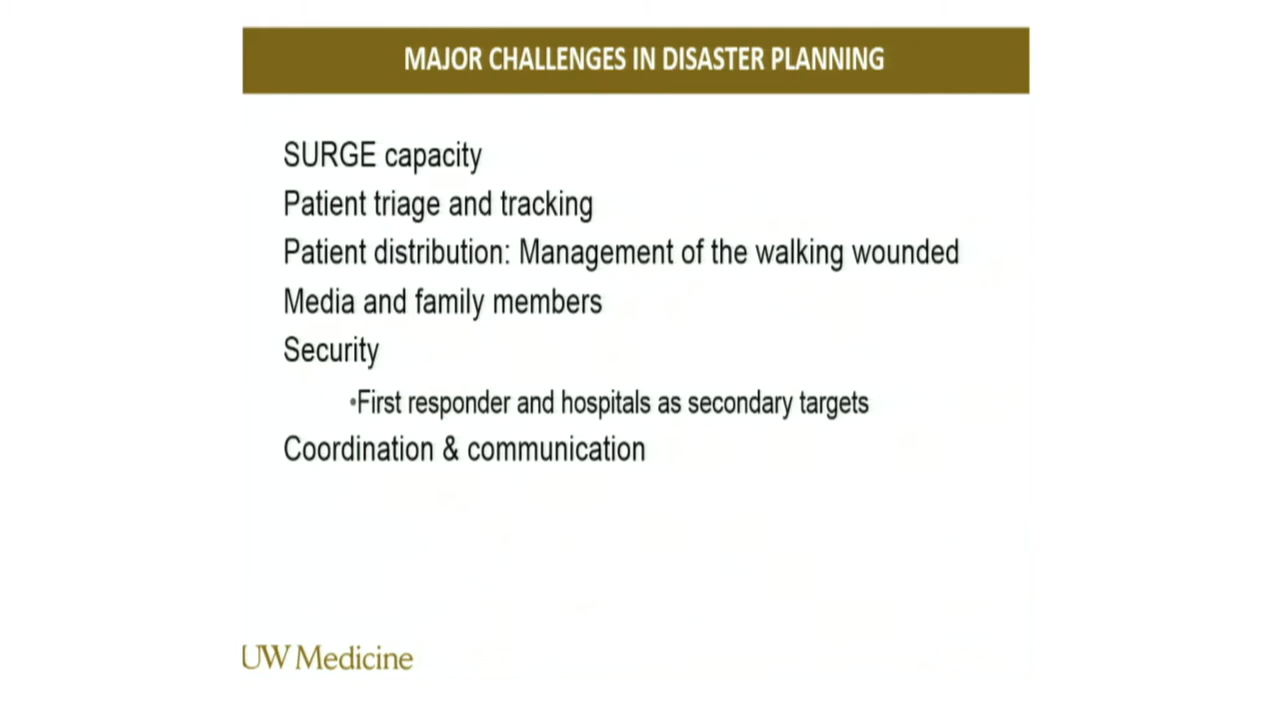 MAJOR CHALLENGES IN DISASTER PLANNING
SURGE capacity
Patient triage and tracking
Patient distribution: Management of the walking wounded
Media and family members
Security
•First responder and hospitals as secondary targets
Coordination & communication
UW Medicine